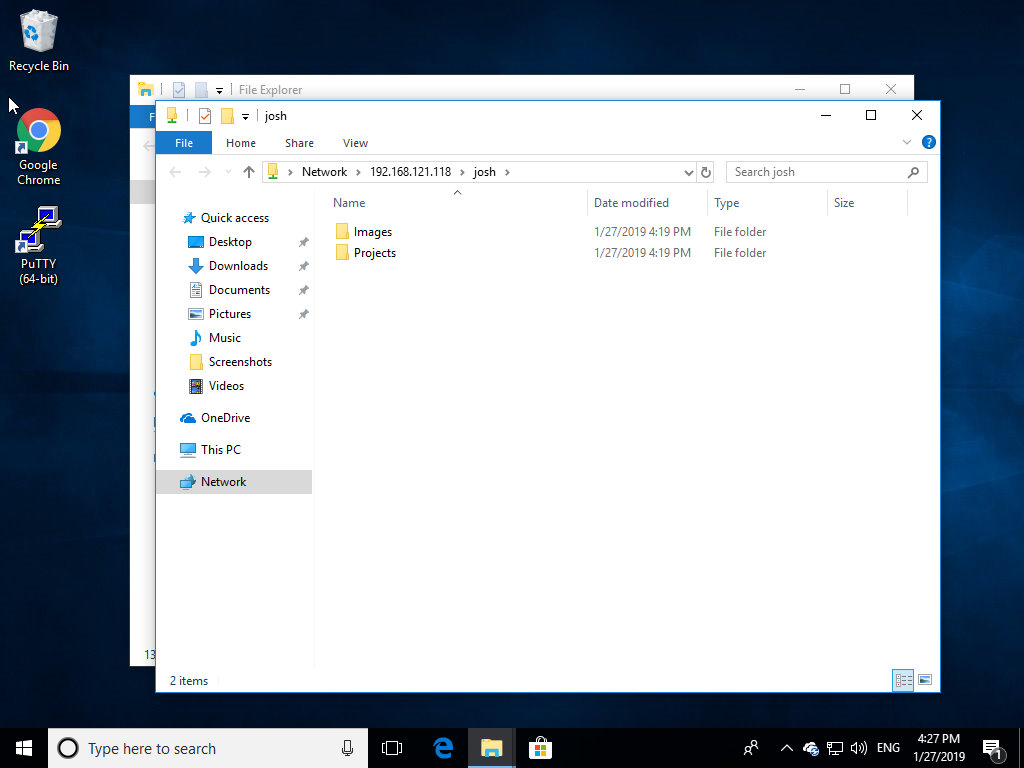 Recycle Bin
Google
Chrome
PuTTY
(64-bit)
File Explorer
F
josh
File Home Share View
Network 192.168.121.118 josh
Search josh
Name Date modified Type Size
Images 1/27/2019 4:19 PM File folder
Projects 1/27/2019 4:19 PM File folder
Quick access
Desktop
Downloads
Documents
Pictures
Music
Screenshots
Videos
OneDrive
This PC
Network
13
2 items
Type here to search
ENG
4:27 PM
1/27/2019
1